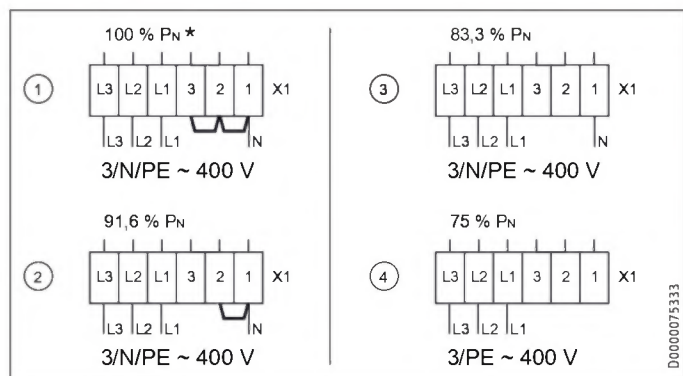 100 % PN *
1
L3 L2 L1 3 2 1 X1
L3 L2 L1 N
3/N/PE ~ 400 V
91,6 % PN
2
L3 L2 L1 3 2 1 X1
L3 L2 L1 N
3/N/PE ~ 400 V
83,3 % PN
3
L3 L2 L1 3 2 1 X1
L3 L2 L1 N
3/N/PE ~ 400 V
75 % PN
4
L3 L2 L1 3 2 1 X1
L3 L2 L1
3/PE ~ 400 V
D0000075333